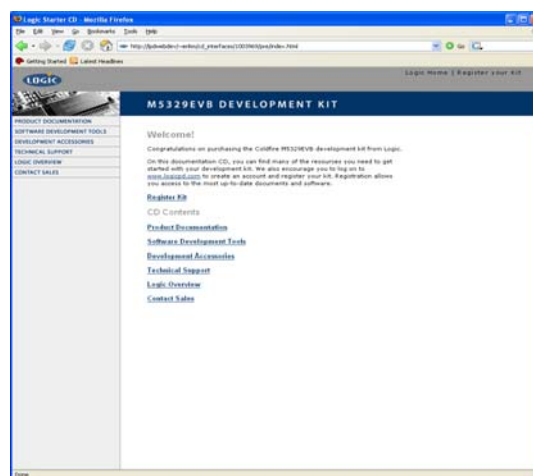 Logic Starter CD - Mozilla Firefox
File Edit View Go Bookmarks Tools Help
Getting Started Latest Headlines
LOGIC
Logic Home | Register your Kit
M5329EVB DEVELOPMENT KIT
PRODUCT DOCUMENTATION
SOFTWARE DEVELOPMENT TOOLS
DEVELOPMENT ACCESSORIES
TECHNICAL SUPPORT
LOGIC OVERVIEW
CONTACT SALES
Welcome!
Congratulations on purchasing the Coldfire M5329EVB development kit from Logic.
On this documentation CD, you can find many of the resources you need to get
started with your development kit. We also encourage you to log on to
www.logicpd.com to create an account and register your kit. Registration allows
you access to the most up-to-date documents and software.
Register Kit
CD Contents
Product Documentation
Software Development Tools
Development Accessories
Technical Support
Logic Overview
Contact Sales
Done